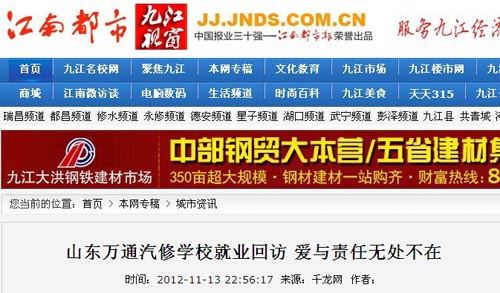 江南都市
九江视窗
JJ.JNDS.COM.CN
中国报业三十强——江南都市报荣誉出品
服务九江经济
首页 九江名校网 聚焦九江 本网专稿 文化教育 九江市场 九江楼市网 九江
商城 江南微访谈 电脑数码 生活频道 时尚百科 九江美食 天天315 九江
瑞昌频道 都昌频道 修水频道 永修频道 德安频道 星子频道 湖口频道 武宁频道 彭泽频道 九江县 共青城
九江大洪钢铁建材市场
中部钢贸大本营/五省建材集
350亩超大规模·钢材建材一站购齐·财富热线:8
您当前的位置: 首页 > 本网专稿 > 城市资讯
山东万通汽修学校就业回访 爱与责任无处不在
时间: 2012-11-13 22:56:17 来源: 千龙网 作者: